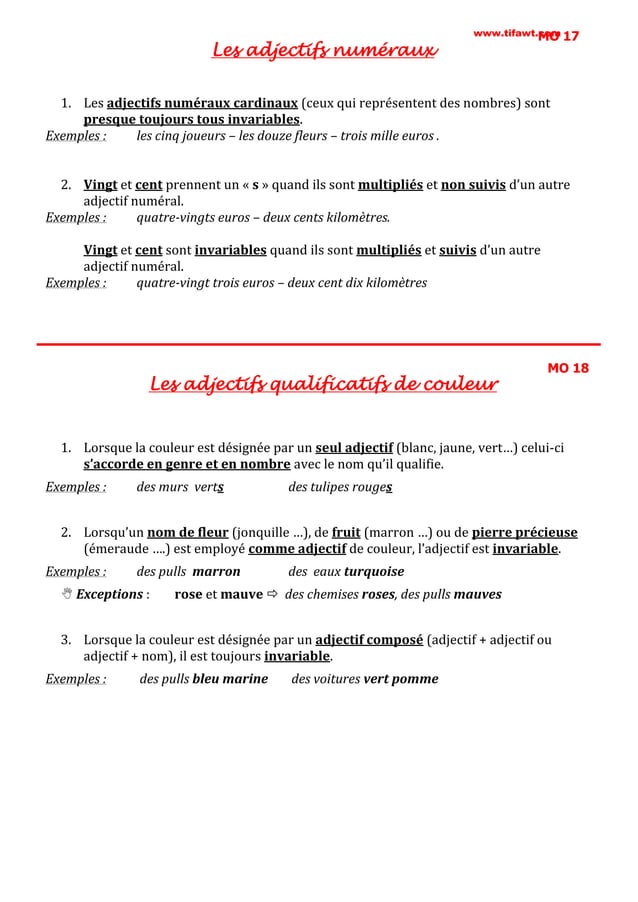 www.tifawt.com
MO 17
Les adjectifs numéraux
1. Les adjectifs numéraux cardinaux (ceux qui représentent des nombres) sont
presque toujours tous invariables.
Exemples : les cinq joueurs – les douze fleurs – trois mille euros .
2. Vingt et cent prennent un « s » quand ils sont multipliés et non suivis d’un autre
adjectif numéral.
Exemples : quatre-vingts euros – deux cents kilomètres.
Vingt et cent sont invariables quand ils sont multipliés et suivis d’un autre
adjectif numéral.
Exemples : quatre-vingt trois euros – deux cent dix kilomètres
MO 18
Les adjectifs qualificatifs de couleur
1. Lorsque la couleur est désignée par un seul adjectif (blanc, jaune, vert…) celui-ci
s’accorde en genre et en nombre avec le nom qu’il qualifie.
Exemples : des murs verts des tulipes rouges
2. Lorsqu’un nom de fleur (jonquille …), de fruit (marron …) ou de pierre précieuse
(émeraude ….) est employé comme adjectif de couleur, l’adjectif est invariable.
Exemples : des pulls marron des eaux turquoise
Exceptions : rose et mauve ⇨ des chemises roses, des pulls mauves
3. Lorsque la couleur est désignée par un adjectif composé (adjectif + adjectif ou
adjectif + nom), il est toujours invariable.
Exemples : des pulls bleu marine des voitures vert pomme